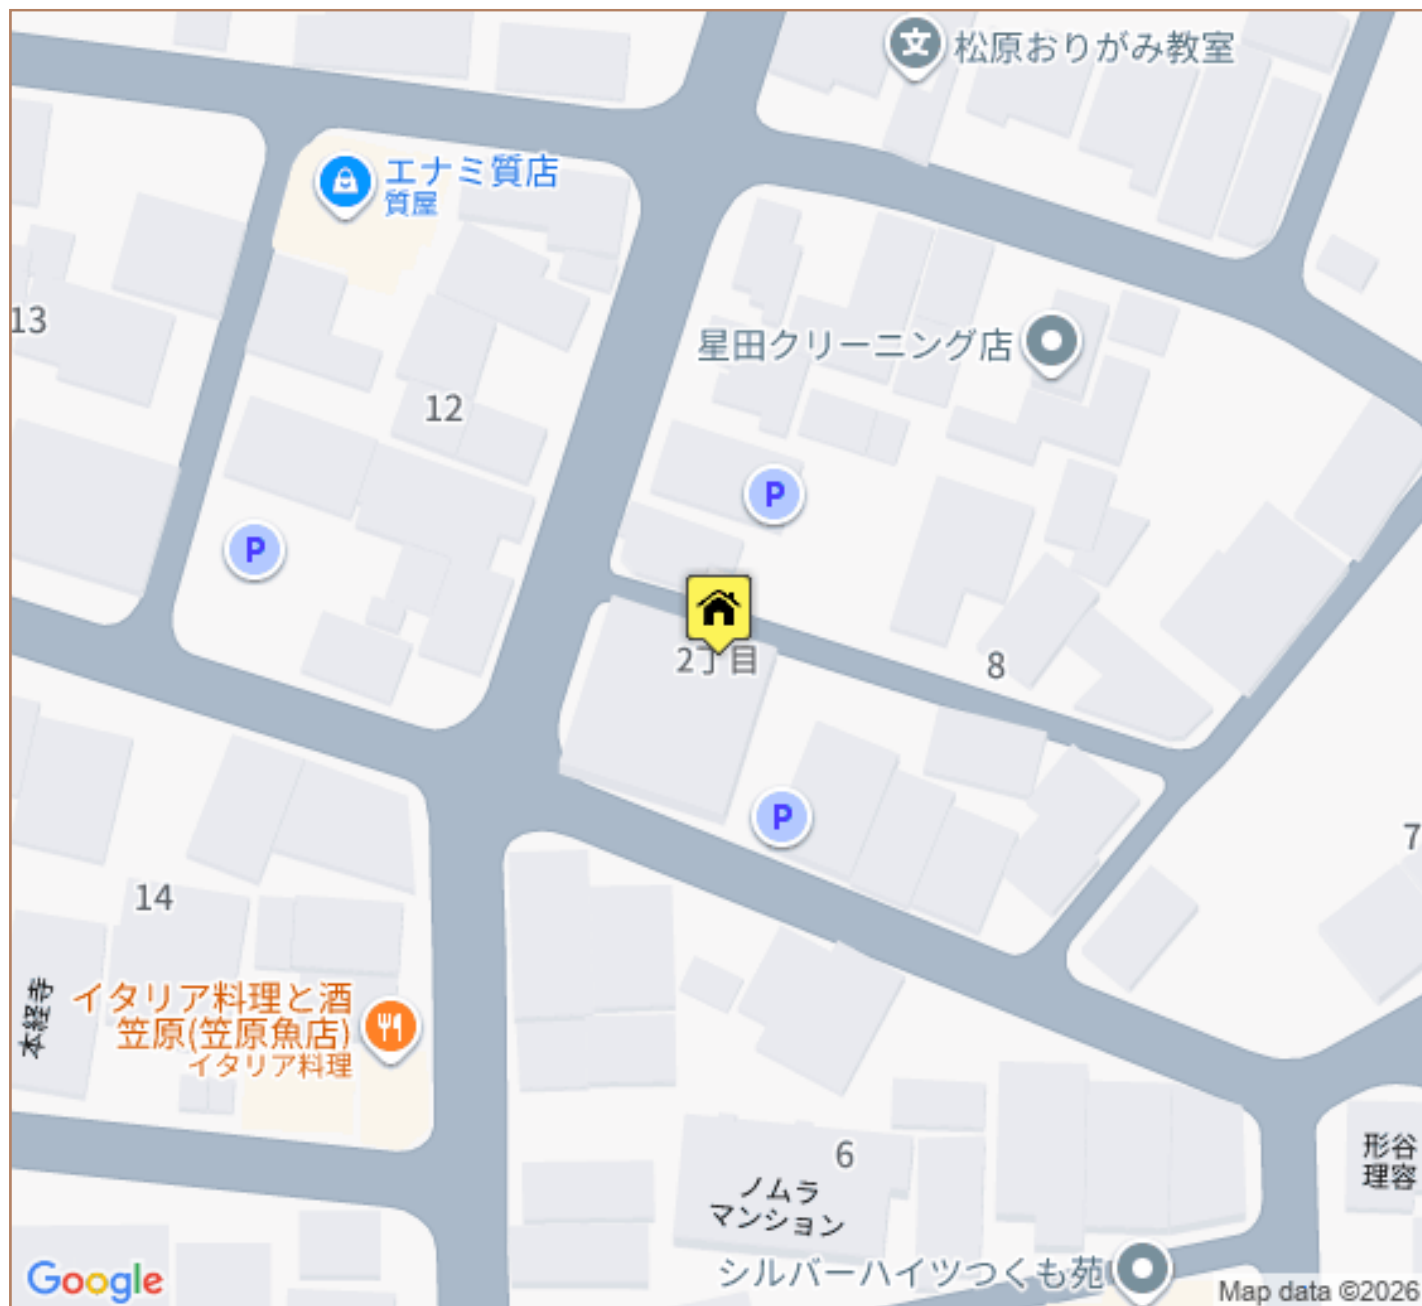 松原おりがみ教室
エナミ質店
質屋
13
星田クリーニング店
12
P
P
2丁目
8
P
7
14
本経寺
イタリア料理と酒
笠原(笠原魚店)
イタリア料理
6
形谷
理容
ノムラ
マンション
シルバーハイツつくも苑
Google
Map data ©2026